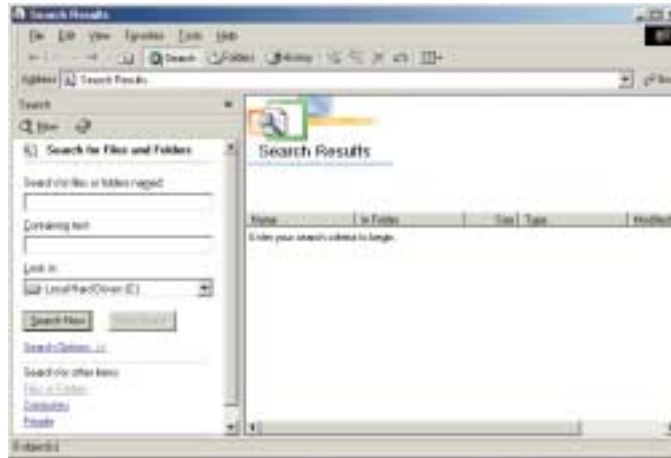 Search Results
File Edit View Favorites Tools Help
Search Folders History
Address Search Results
Search
New
Search for Files and Folders
Search for files or folders named:
Containing text:
Look in:
Local Hard Drives (C:)
Search Now
Search Options >>
Search for other items:
Files or Folders
Computers
People
Search Results
Name In Folder Size Type Modified
Enter your search criteria to begin.
0 object(s)